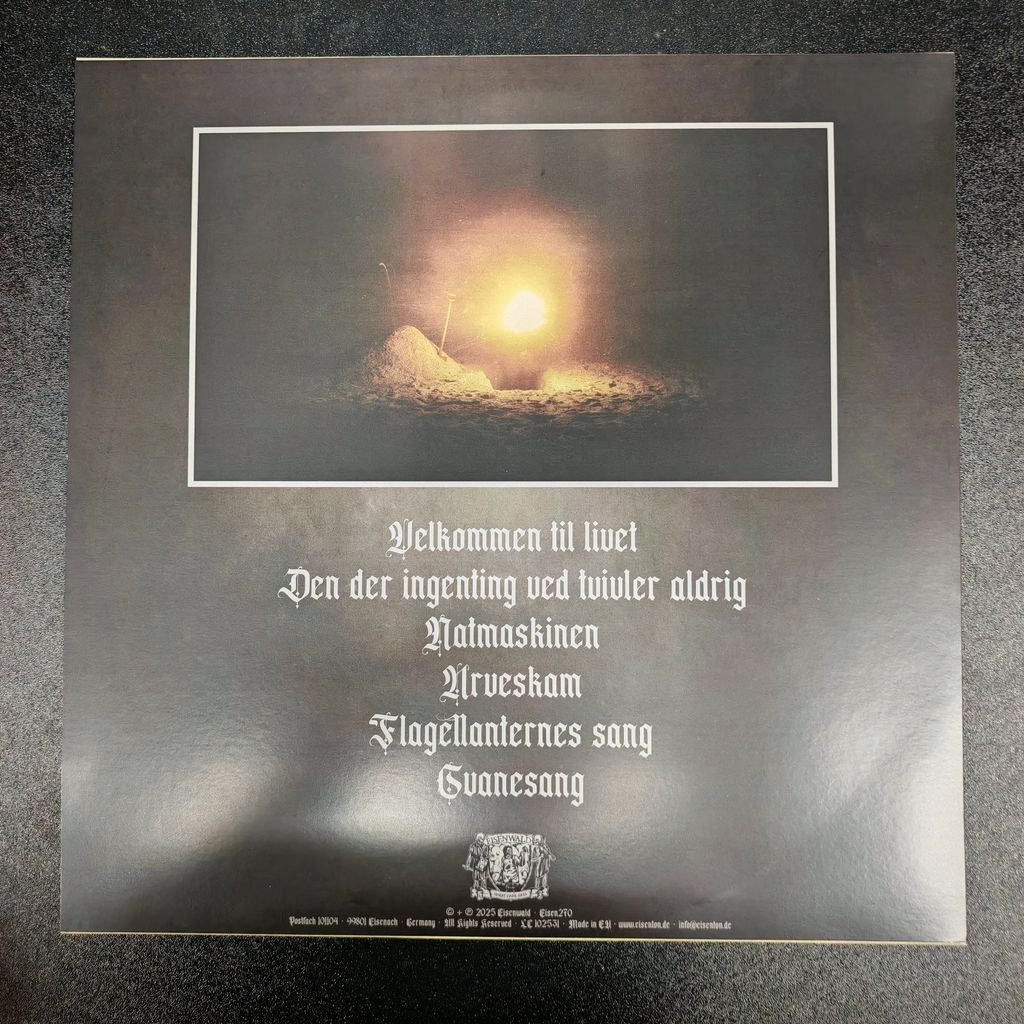 Velkommen til livet
Den der ingenting ved tvivler aldrig
Natmaskinen
Arveskam
Flagellanternes sang
Svanesang
EISENWALD
© + ℗ 2025 Eisenwald · Eisen270
Postfach 101104 · 99801 Eisenach · Germany · All Rights Reserved · LC 102531 · Made in EU · www.eisenton.de · info@eisenton.de